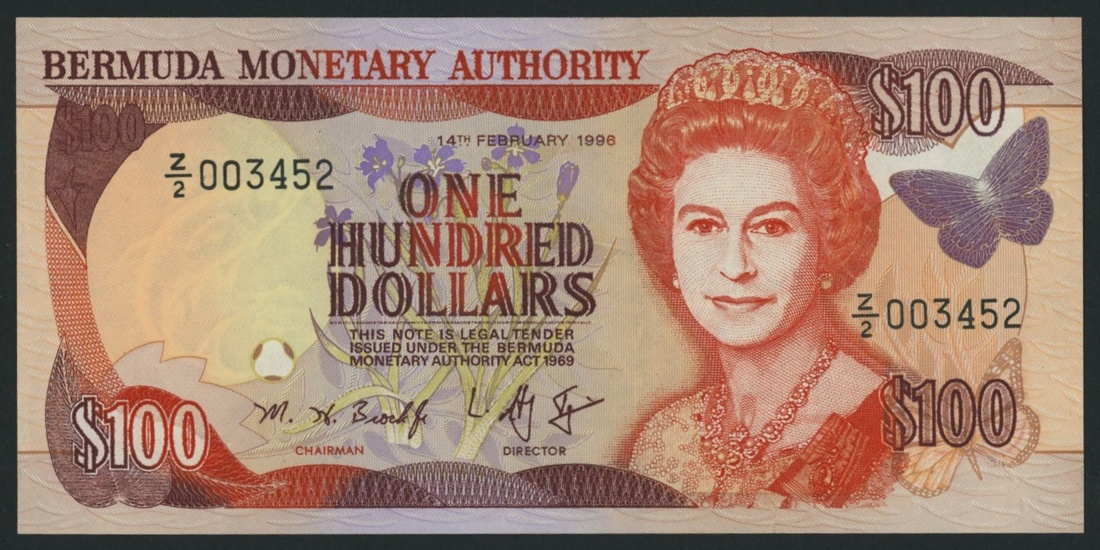 BERMUDA MONETARY AUTHORITY
$100
$100
14TH FEBRUARY 1996
Z/2 003452
ONE
HUNDRED
DOLLARS
THIS NOTE IS LEGAL TENDER
ISSUED UNDER THE BERMUDA
MONETARY AUTHORITY ACT 1969
Z/2 003452
$100
$100
CHAIRMAN
DIRECTOR